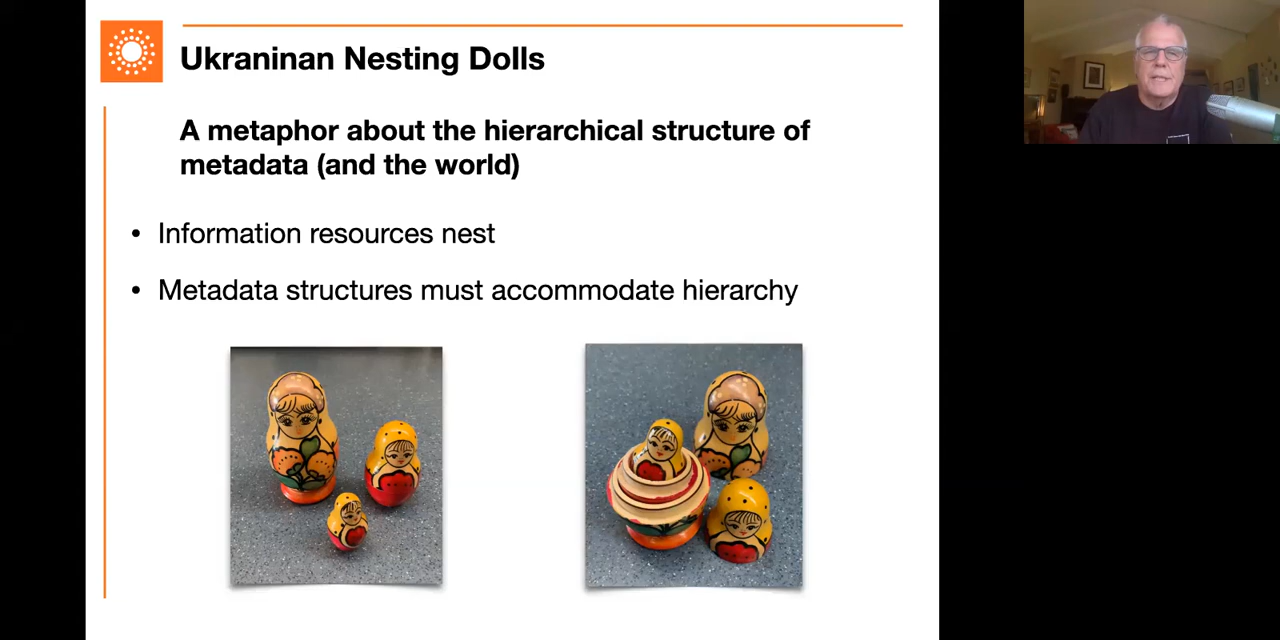 Ukraninan Nesting Dolls
A metaphor about the hierarchical structure of
metadata (and the world)
• Information resources nest
• Metadata structures must accommodate hierarchy